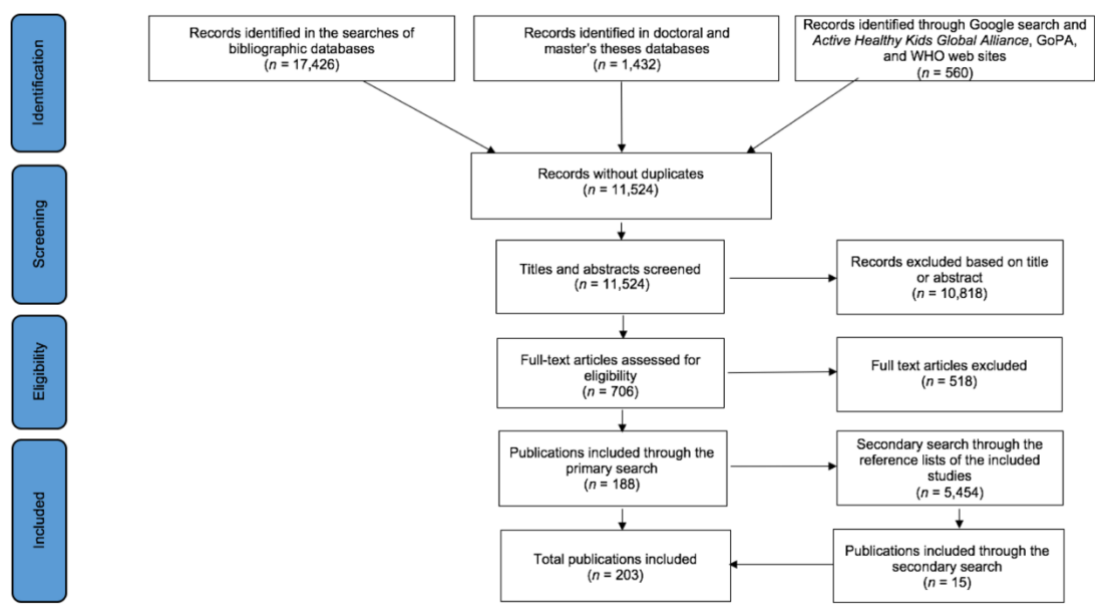 Identification
Records identified in the searches of
bibliographic databases
(n = 17,426)
Records identified in doctoral and
master's theses databases
(n = 1,432)
Records identified through Google search and
Active Healthy Kids Global Alliance, GoPA,
and WHO web sites
(n = 560)
Records without duplicates
(n = 11,524)
Screening
Titles and abstracts screened
(n = 11,524)
Records excluded based on title
or abstract
(n = 10,818)
Eligibility
Full-text articles assessed for
eligibility
(n = 706)
Full text articles excluded
(n = 518)
Included
Publications included through the
primary search
(n = 188)
Secondary search through the
reference lists of the included
studies
(n = 5,454)
Total publications included
(n = 203)
Publications included through the
secondary search
(n = 15)